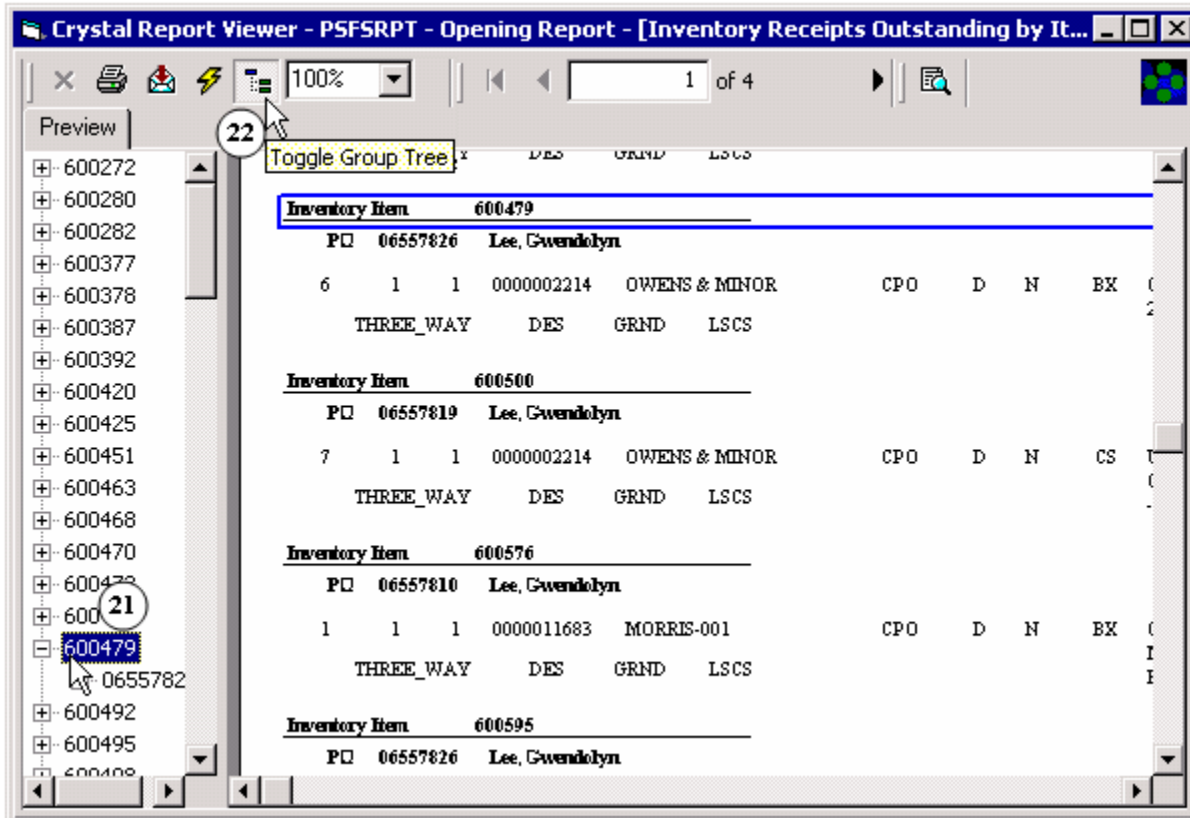 Crystal Report Viewer - PSFSRPT - Opening Report - [Inventory Receipts Outstanding by It...
100% 1 of 4
Preview
22
Toggle Group Tree
600272
600280
600282
600377
600378
600387
600392
600420
600425
600451
600463
600468
600470
21
600479
0655782
600492
600495
DES GRND LSCS
Inventory Item 600479
PO 06557826 Lee, Gwendolyn
6 1 1 0000002214 OWENS & MINOR CPO D N BX
THREE_WAY DES GRND LSCS
Inventory Item 600500
PO 06557819 Lee, Gwendolyn
7 1 1 0000002214 OWENS & MINOR CPO D N CS
THREE_WAY DES GRND LSCS
Inventory Item 600576
PO 06557810 Lee, Gwendolyn
1 1 1 0000011683 MORRIS-001 CPO D N BX
THREE_WAY DES GRND LSCS
Inventory Item 600595
PO 06557826 Lee, Gwendolyn